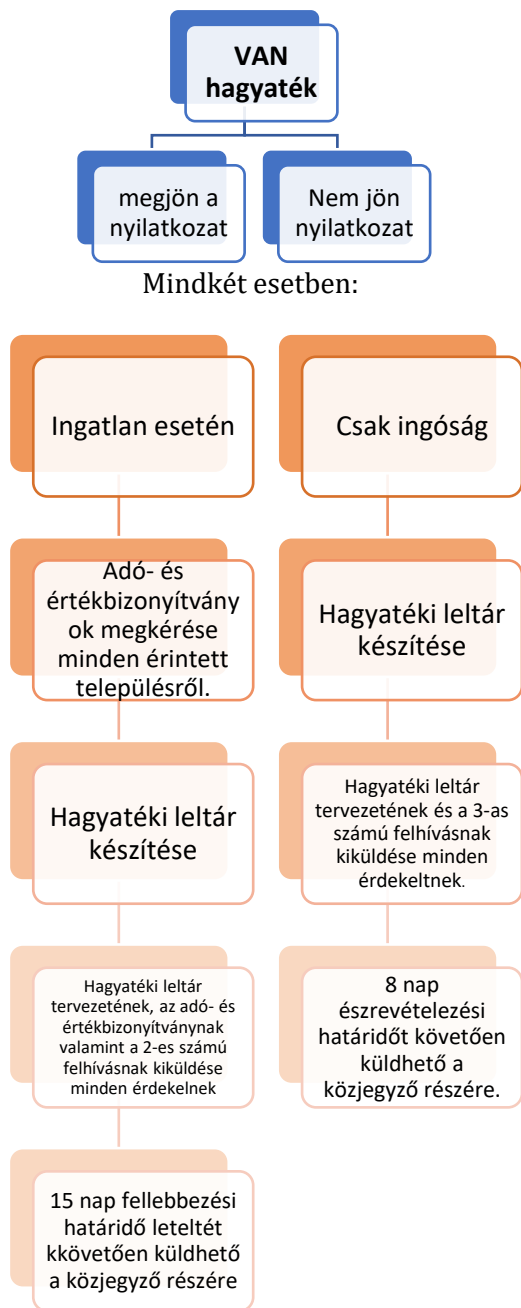 VAN
hagyaték
megjön a
nyilatkozat
Nem jön
nyilatkozat
Mindkét esetben:
Ingatlan esetén
Adó- és
értékbizonyítvány
ok megkérése
minden érintett
településről.
Hagyatéki leltár
készítése
Hagyatéki leltár
tervezetének, az adó- és
értékbizonyítványnak
valamint a 2-es számú
felhívásnak kiküldése
minden érdekelnek
15 nap fellebbezési
határidő leteltét
kkövetően küldhető
a közjegyző részére
Csak ingóság
Hagyatéki leltár
készítése
Hagyatéki leltár
tervezetének és a 3-as
számú felhívásnak
kiküldése minden
érdekeltnek.
8 nap
észrevételezési
határidőt követően
küldhető a
közjegyző részére.